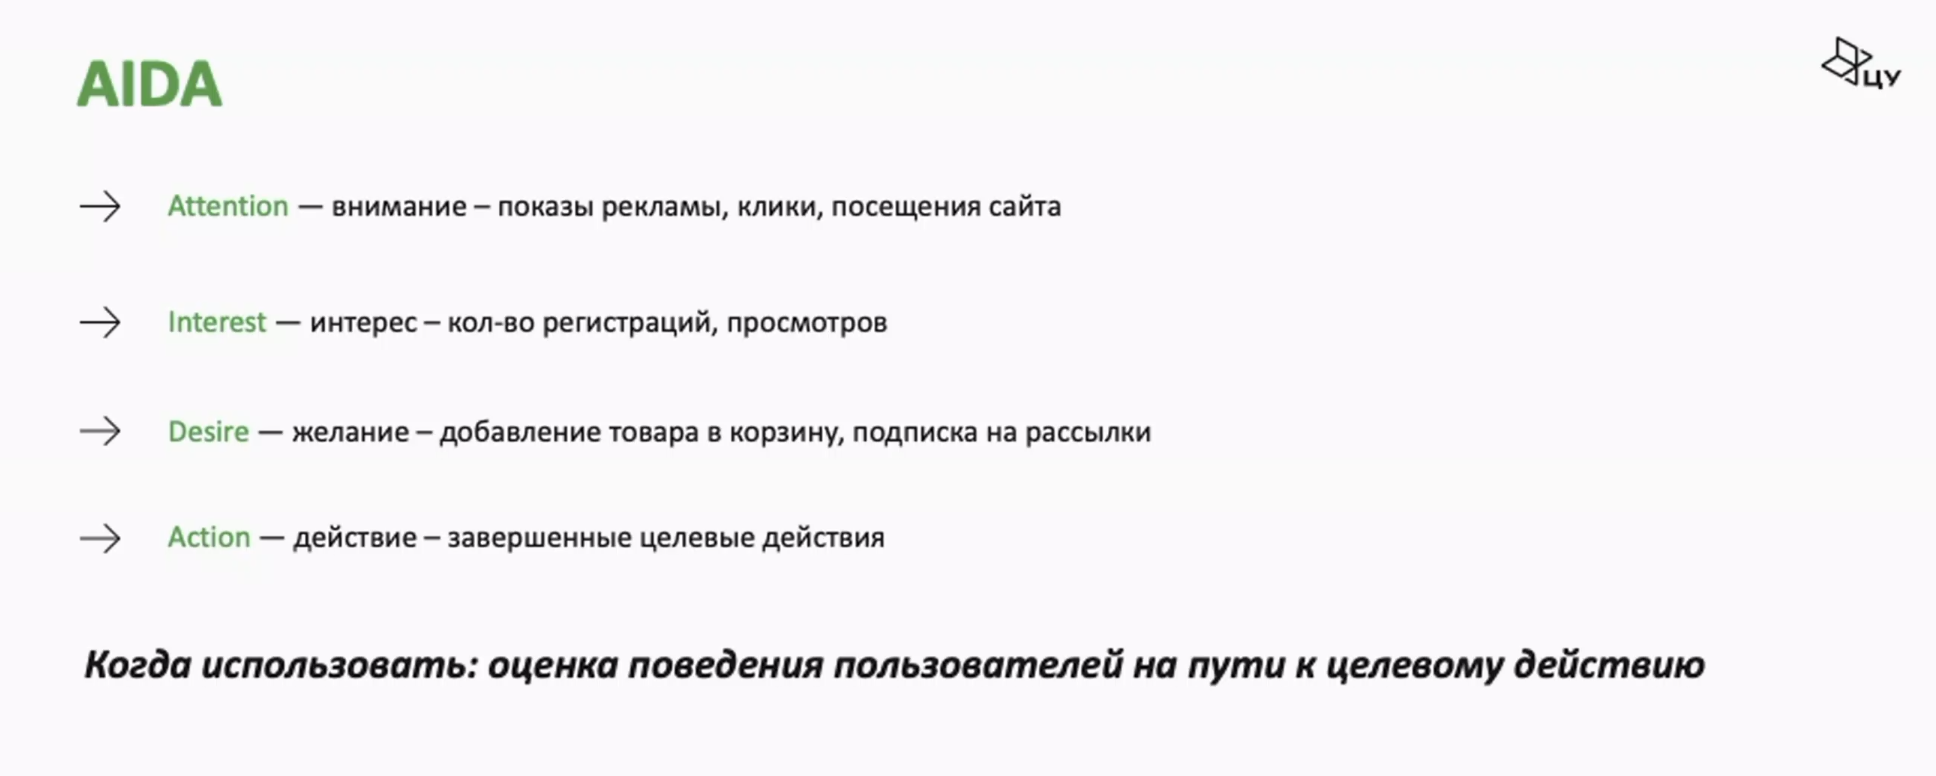 AIDA
ЦУ
Attention — внимание – показы рекламы, клики, посещения сайта
Interest — интерес – кол-во регистраций, просмотров
Desire — желание – добавление товара в корзину, подписка на рассылки
Action — действие – завершенные целевые действия
Когда использовать: оценка поведения пользователей на пути к целевому действию